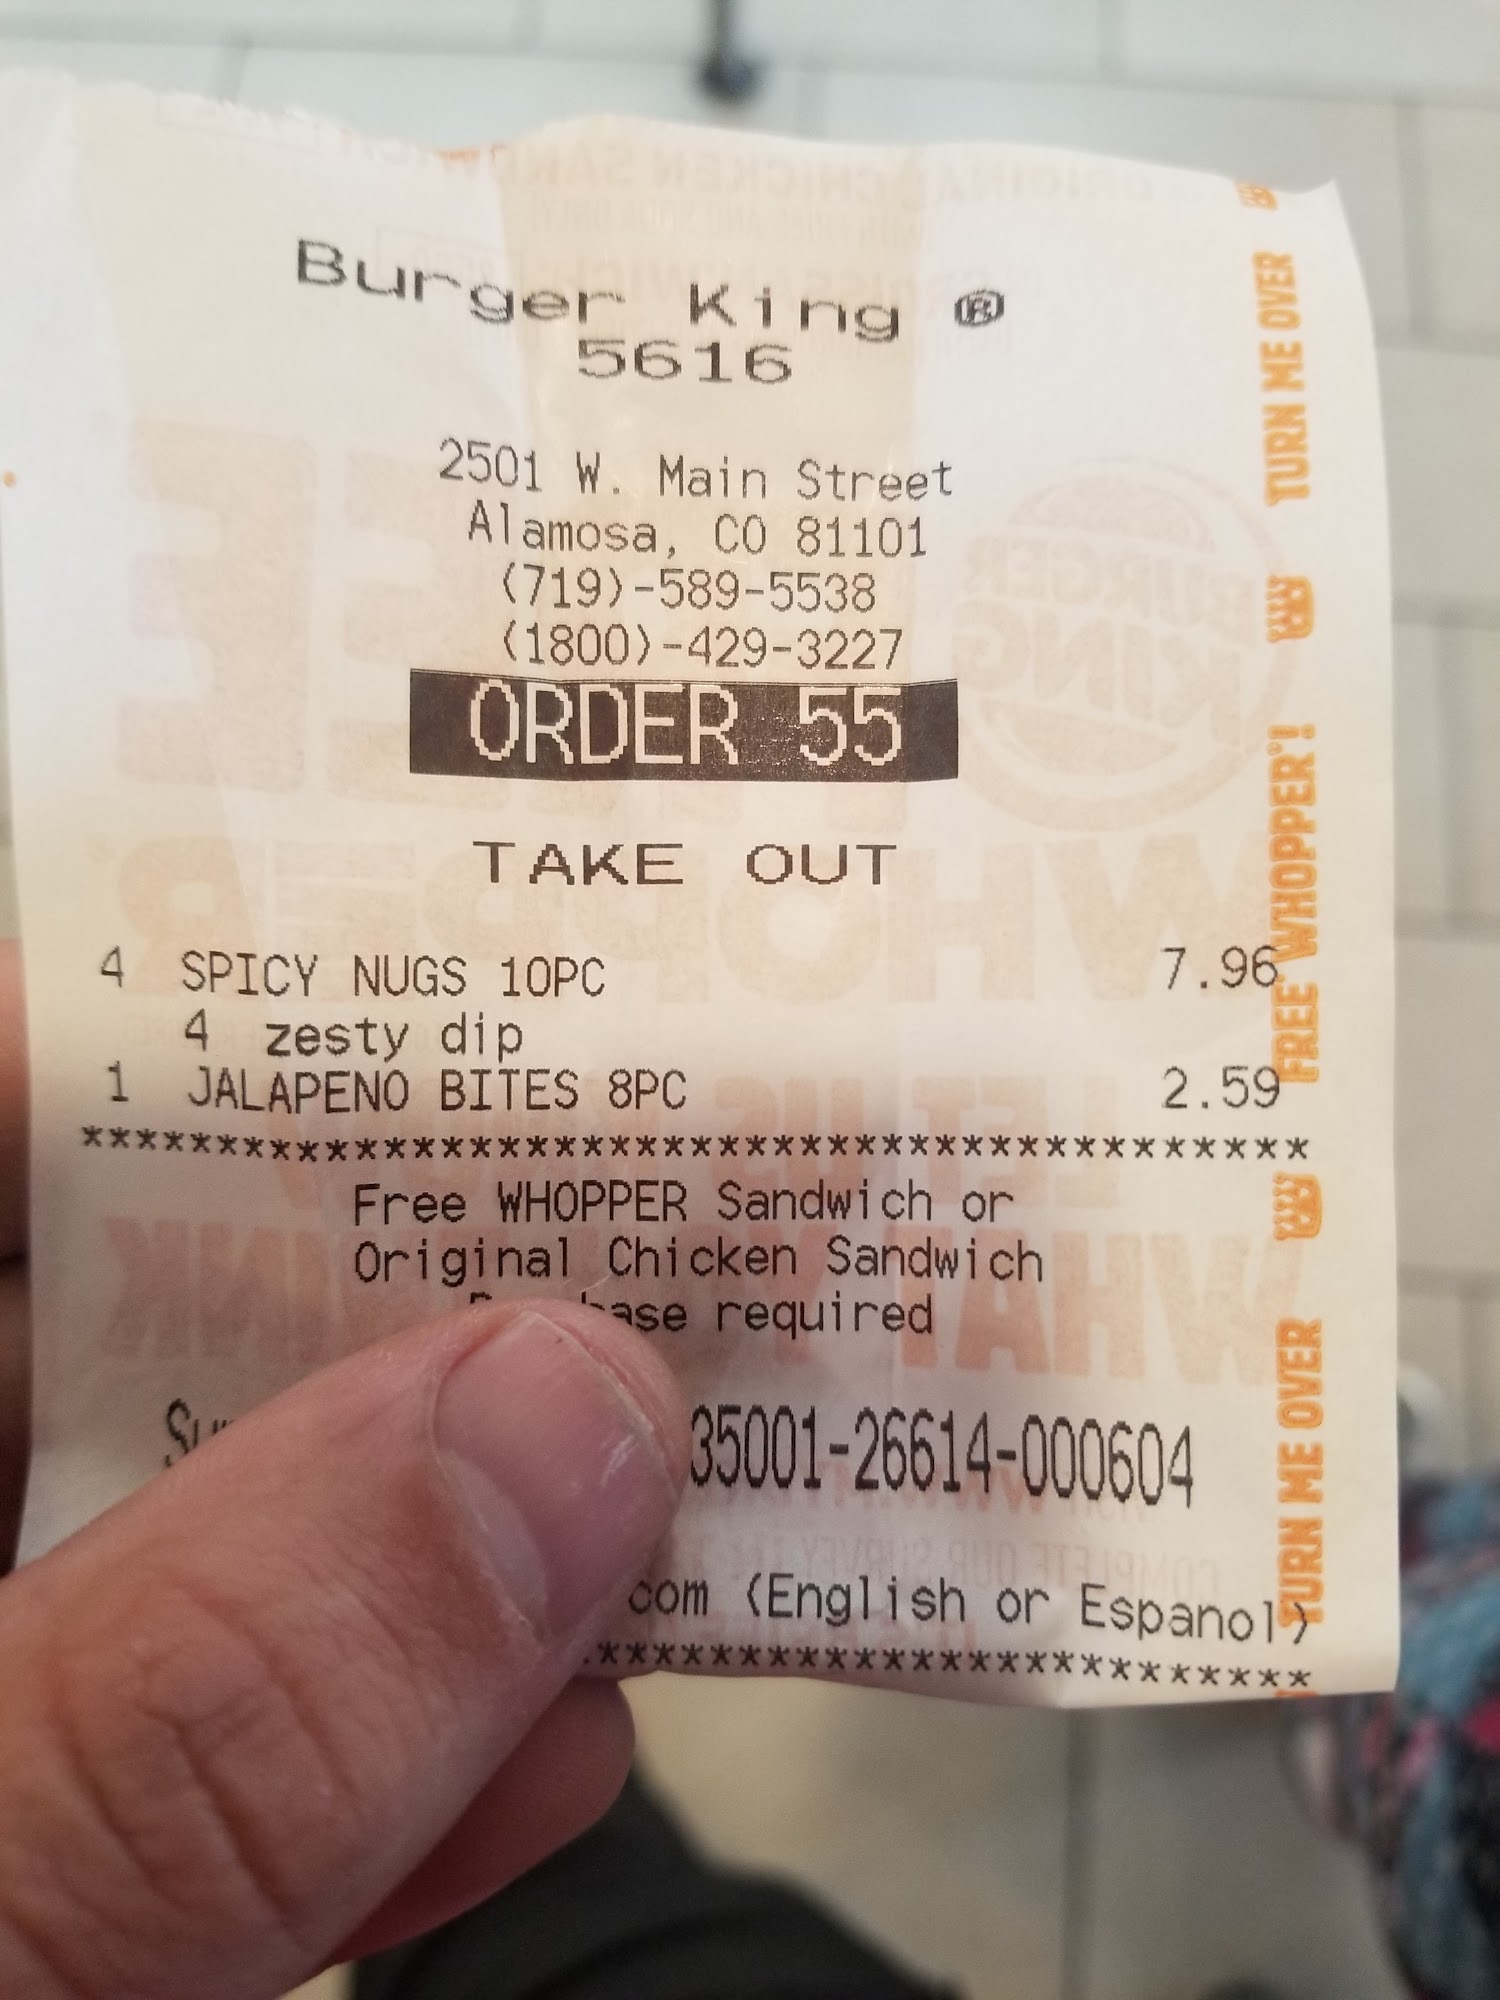 Burger King ®
5616
2501 W. Main Street
Alamosa, CO 81101
(719)-589-5538
(1800)-429-3227
ORDER 55
TAKE OUT
4 SPICY NUGS 10PC 7.96
4 zesty dip
1 JALAPENO BITES 8PC 2.59
****************************************
Free WHOPPER Sandwich or
Original Chicken Sandwich
required
35001-26614-000604
com (English or Espanol)
*************************
TURN ME OVER
FREE WHOPPER!
TURN ME OVER